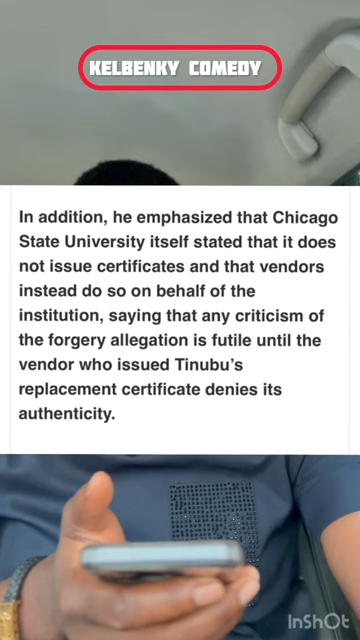 KELBENKY COMEDY
In addition, he emphasized that Chicago
State University itself stated that it does
not issue certificates and that vendors
instead do so on behalf of the
institution, saying that any criticism of
the forgery allegation is futile until the
vendor who issued Tinubu's
replacement certificate denies its
authenticity.
InShOt